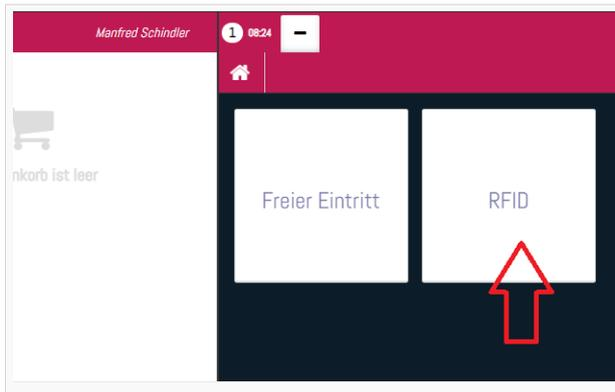 Manfred Schindler
1 08:24 –
nkorb ist leer
Freier Eintritt
RFID